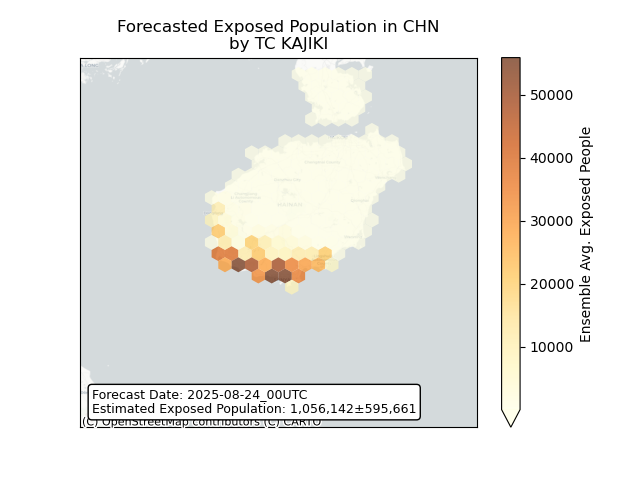 Forecasted Exposed Population in CHN
by TC KAJIKI
50000
40000
30000
20000
10000
Ensemble Avg. Exposed People
Forecast Date: 2025-08-24_00UTC
Estimated Exposed Population: 1,056,142±595,661
(C) OpenStreetMap contributors (C) CARTO